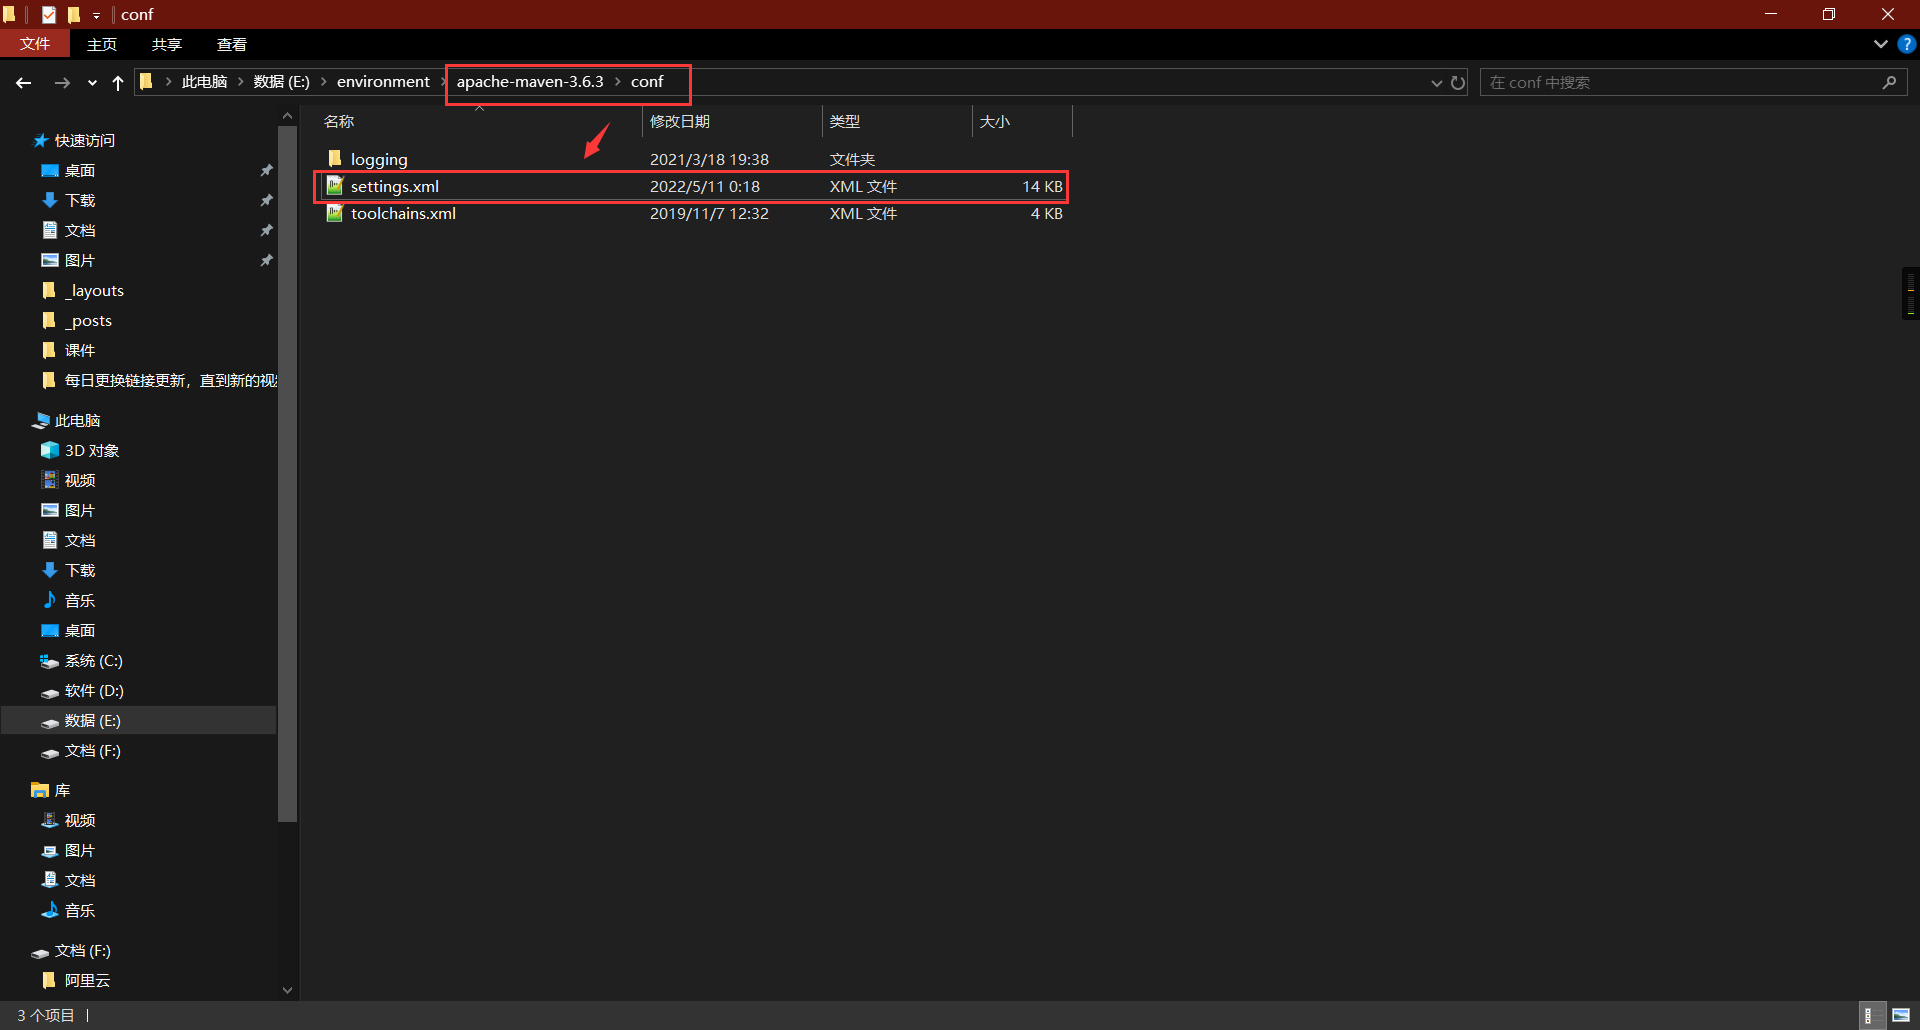 conf
文件 主页 共享 查看
此电脑 数据 (E:) environment apache-maven-3.6.3 conf
在 conf 中搜索
快速访问
桌面
下载
文档
图片
_layouts
_posts
课件
每日更换链接更新，直到新的视
此电脑
3D 对象
视频
图片
文档
下载
音乐
桌面
系统 (C:)
软件 (D:)
数据 (E:)
文档 (F:)
库
视频
图片
文档
音乐
文档 (F:)
阿里云
名称 修改日期 类型 大小
logging 2021/3/18 19:38 文件夹
settings.xml 2022/5/11 0:18 XML 文件 14 KB
toolchains.xml 2019/11/7 12:32 XML 文件 4 KB
3 个项目